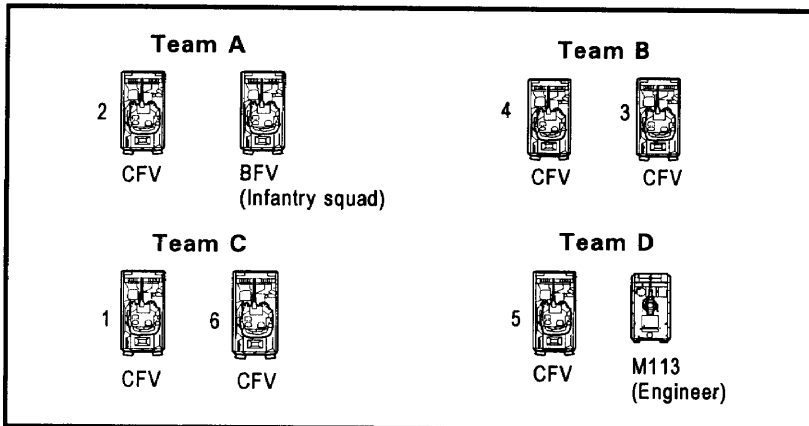 Team A
2
CFV
BFV
(Infantry squad)
Team B
4
3
CFV
CFV
Team C
1
6
CFV
CFV
Team D
5
CFV
M113
(Engineer)